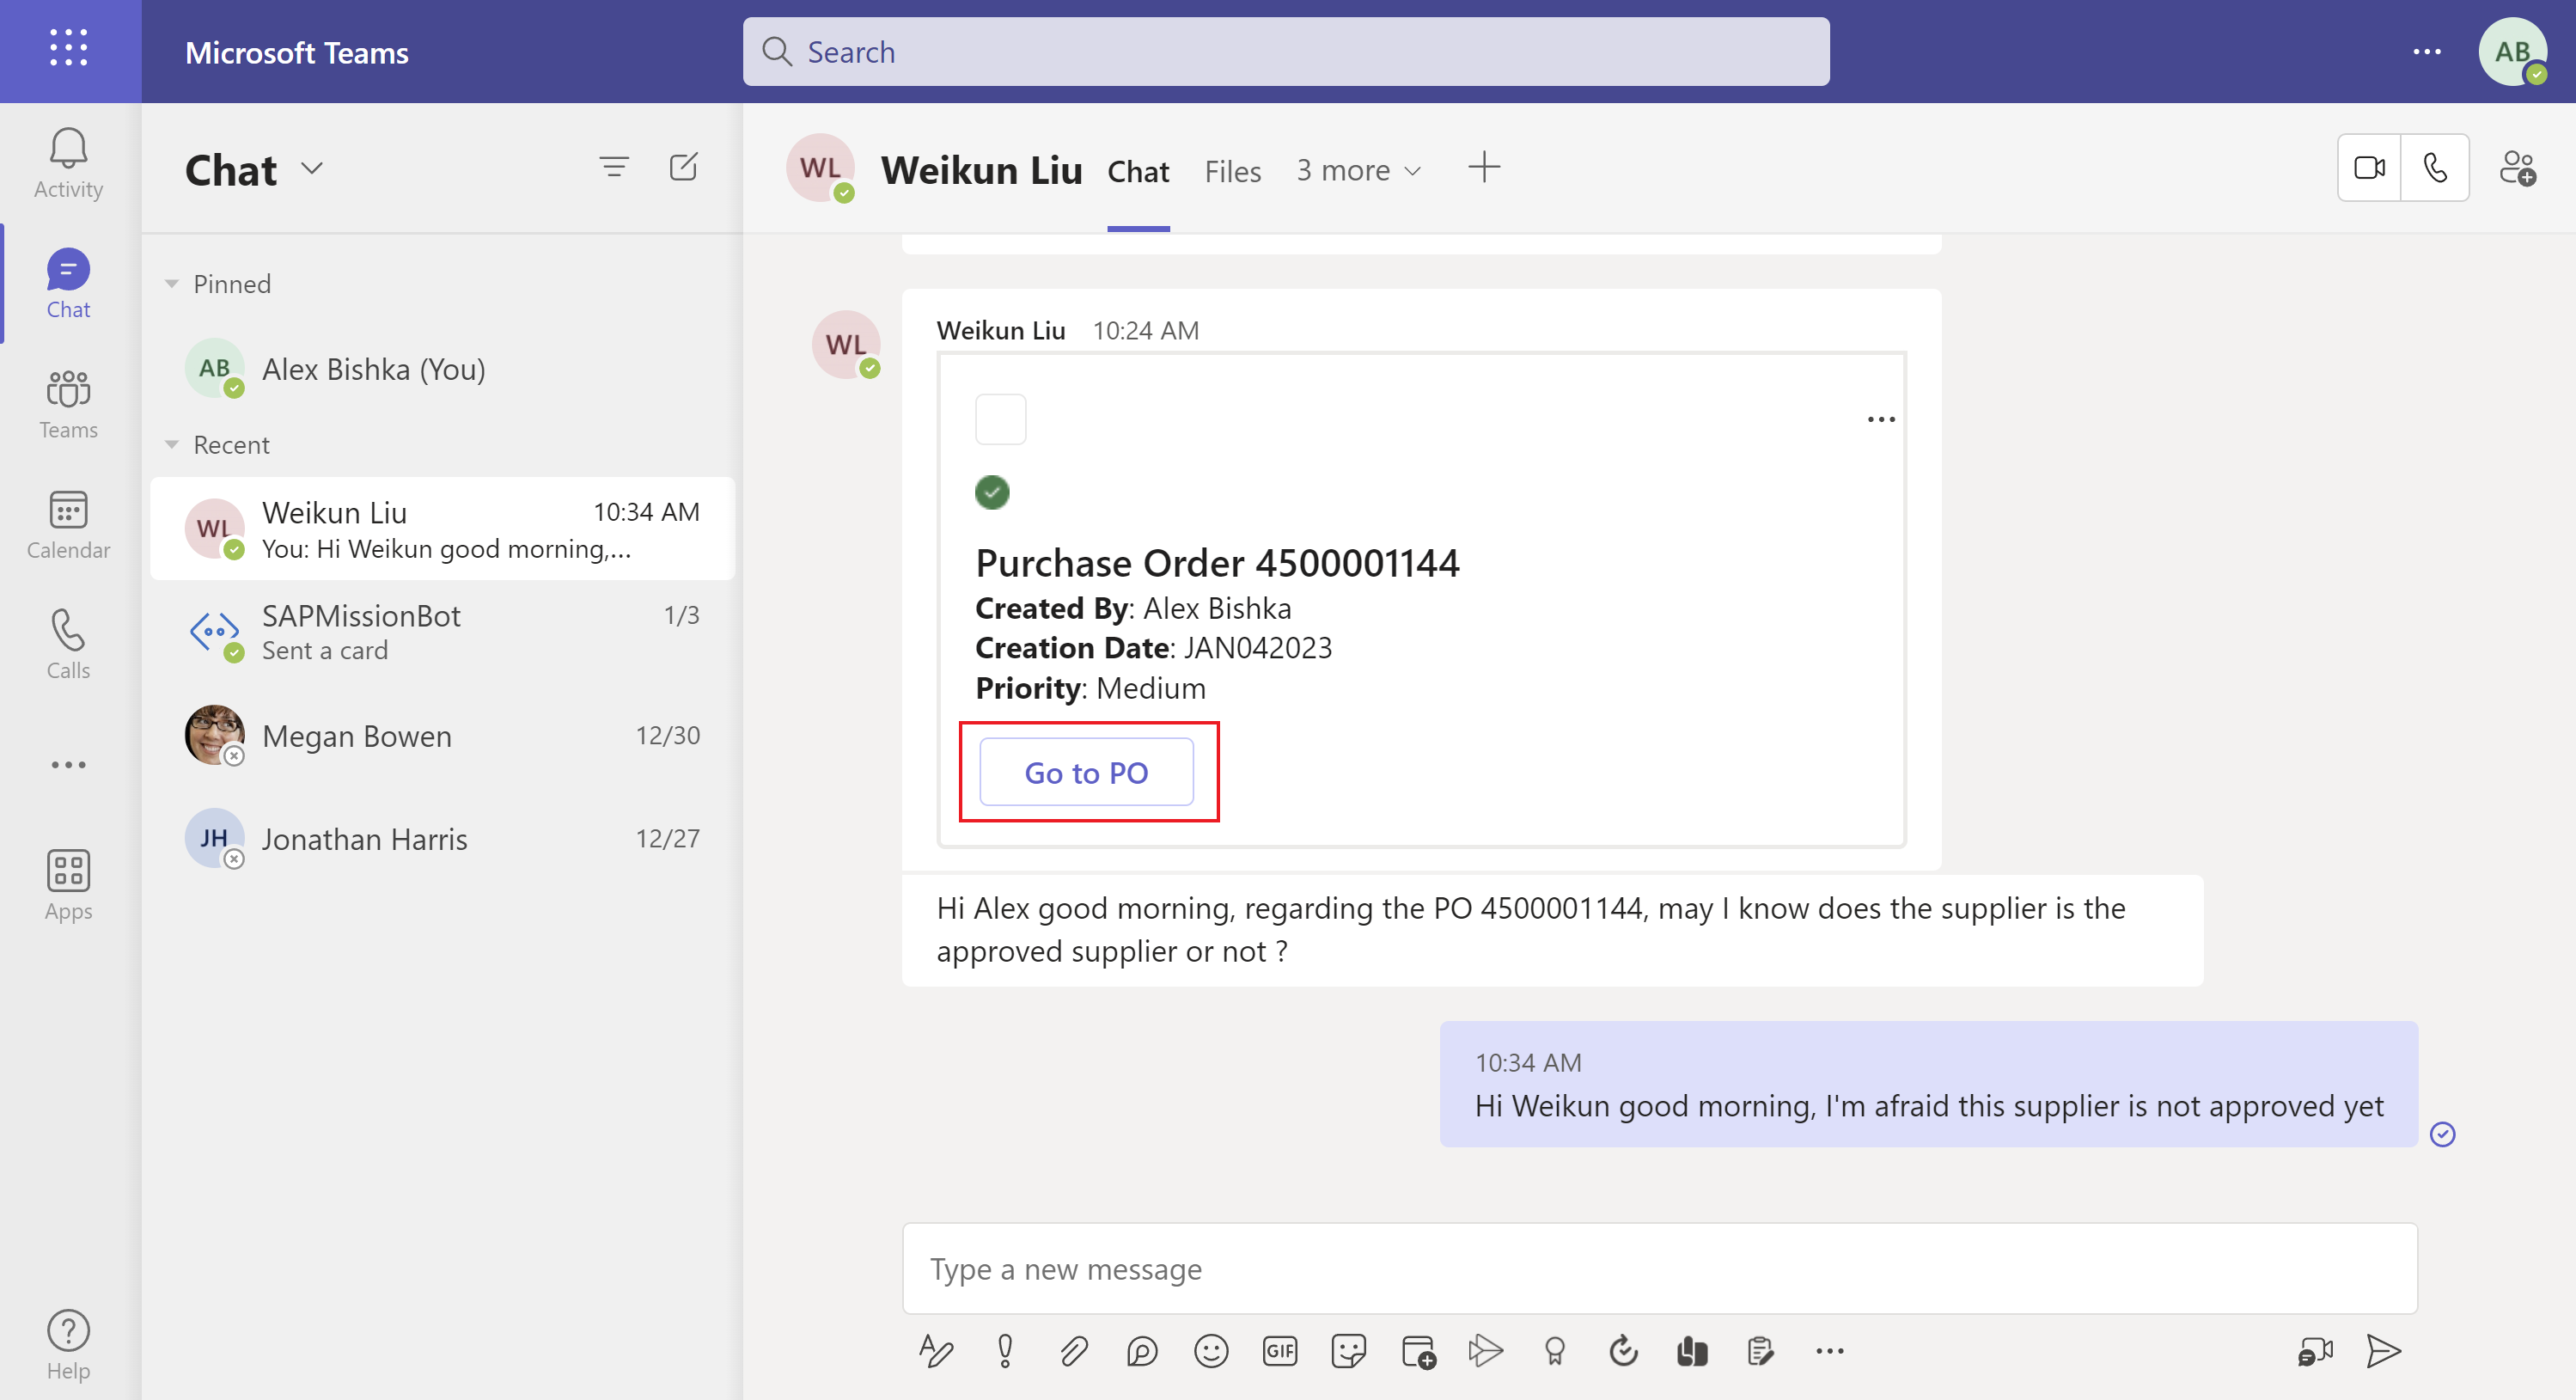 Microsoft Teams
Search
AB
Activity
Chat
Teams
Calendar
Calls
Apps
Help
Chat
Pinned
AB Alex Bishka (You)
Recent
WL Weikun Liu 10:34 AM
You: Hi Weikun good morning,...
SAPMissionBot 1/3
Sent a card
Megan Bowen 12/30
JH Jonathan Harris 12/27
WL Weikun Liu Chat Files 3 more
WL Weikun Liu 10:24 AM
Purchase Order 4500001144
Created By: Alex Bishka
Creation Date: JAN042023
Priority: Medium
Go to PO
Hi Alex good morning, regarding the PO 4500001144, may I know does the supplier is the
approved supplier or not ?
10:34 AM
Hi Weikun good morning, I'm afraid this supplier is not approved yet
Type a new message
GIF